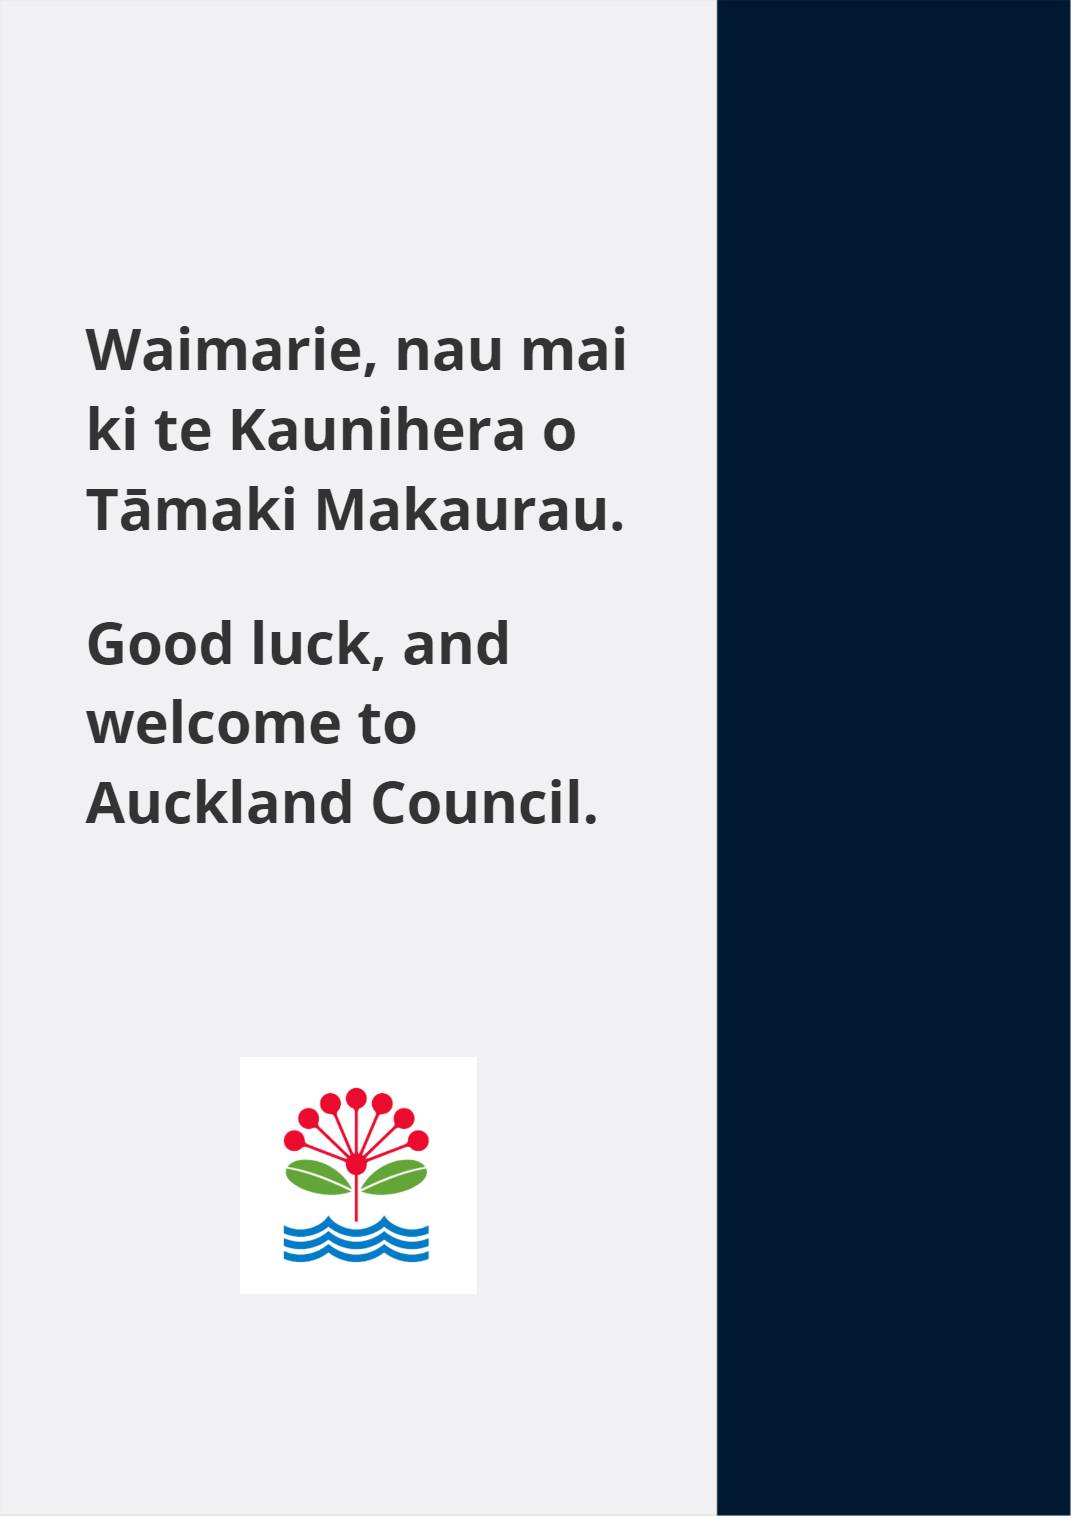 Waimarie, nau mai
ki te Kaunihera o
Tāmaki Makaurau.
Good luck, and
welcome to
Auckland Council.